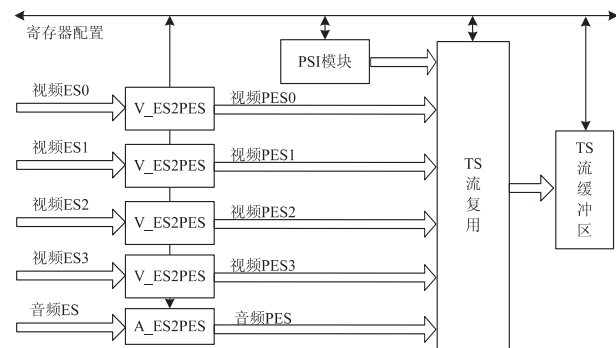 寄存器配置
PSI模块
视频ES0
V_ES2PES
视频PES0
视频ES1
V_ES2PES
视频PES1
视频ES2
V_ES2PES
视频PES2
视频ES3
V_ES2PES
视频PES3
音频ES
A_ES2PES
音频PES
TS
流
复
用
TS
流
缓
冲
区